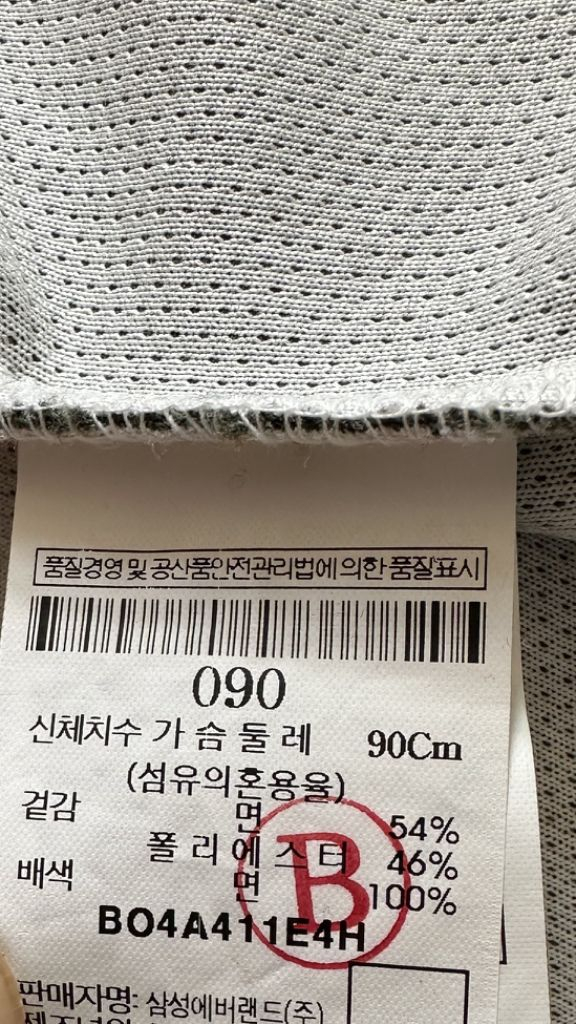 품질경영 및 공산품안전관리법에 의한 품질표시
090
신체치수 가 슴 둘 레 90Cm
(섬유의혼용율)
겉감 면 54%
폴 리 에 스 터 46%
배색 면 100%
B
BO4A411E4H
판매자명: 삼성에버랜드(주)